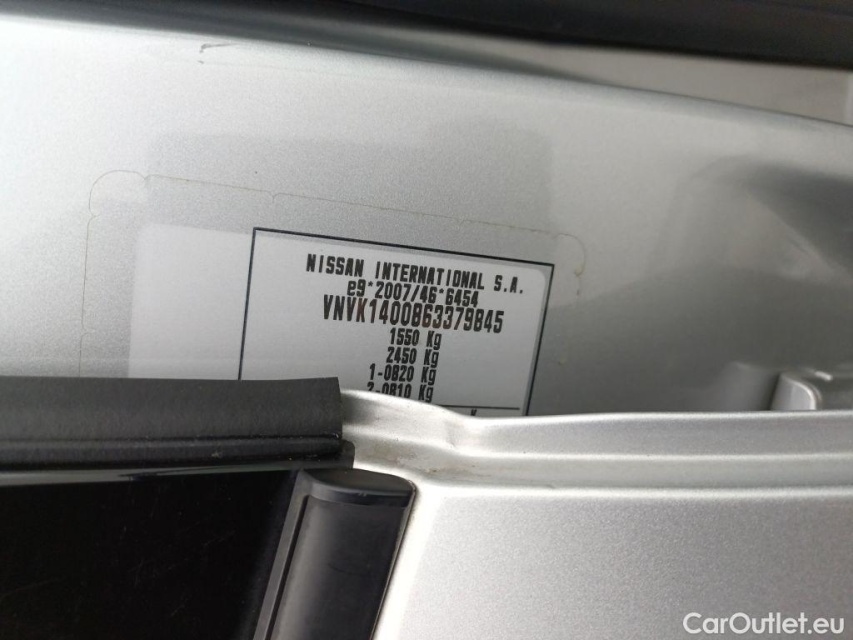 NISSAN INTERNATIONAL S.A.
e9*2007/46*6454
VNVK1400863379845
1550 Kg
2450 Kg
1-0820 Kg
2-0810 Kg
CarOutlet.eu